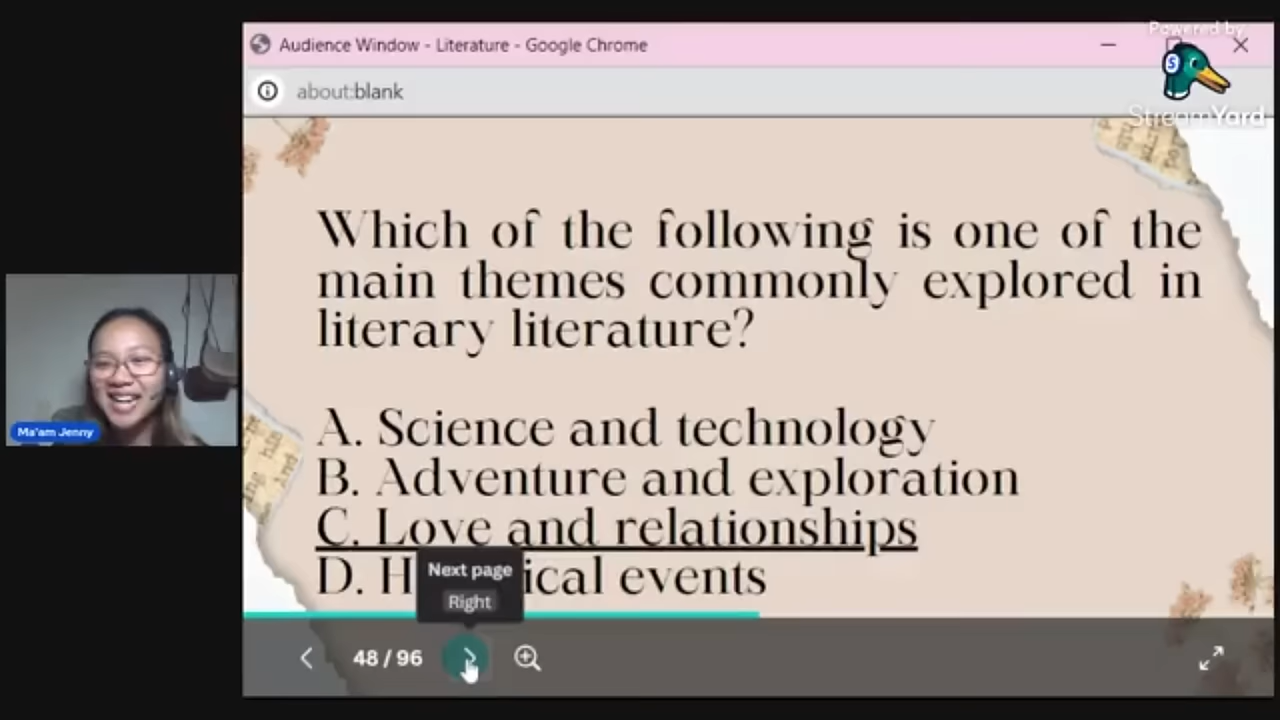 Audience Window - Literature - Google Chrome
Powered by
about:blank
StreamYard
Which of the following is one of the
main themes commonly explored in
literary literature?
A. Science and technology
B. Adventure and exploration
C. Love and relationships
D. H ical events
Next page
Right
Ma'am Jenny
48 / 96